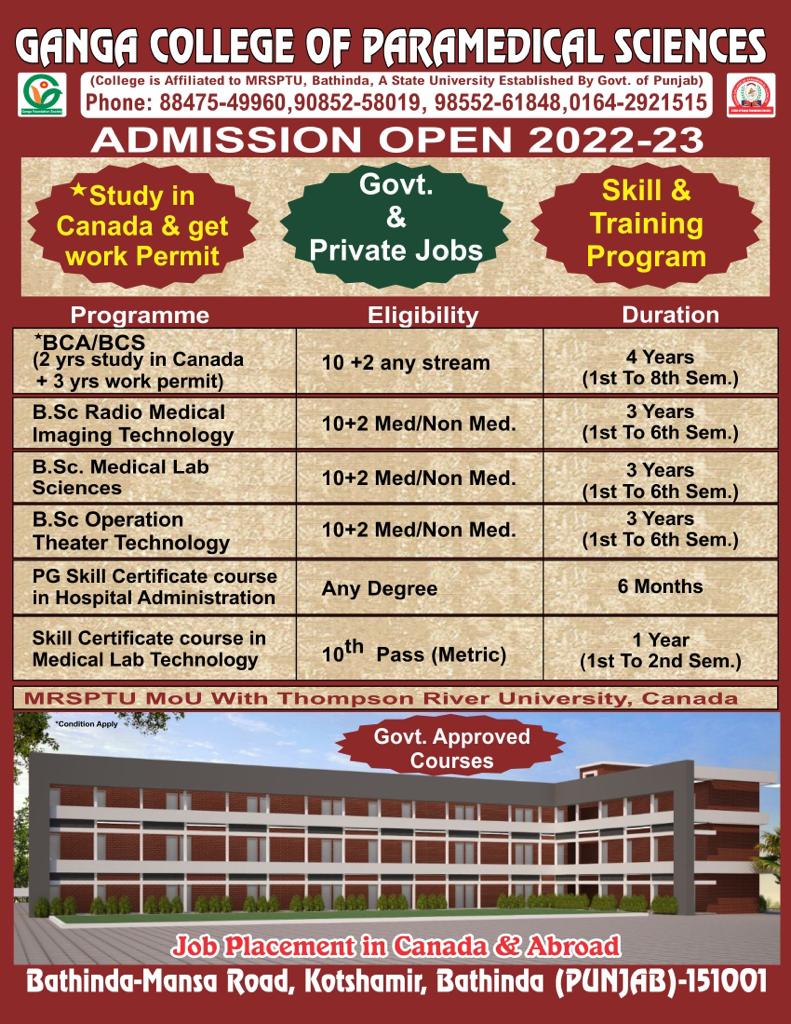 GANGA COLLEGE OF PARAMEDICAL SCIENCES
(College is Affiliated to MRSPTU, Bathinda, A State University Established By Govt. of Punjab)
Phone: 88475-49960,90852-58019, 98552-61848,0164-2921515
Ganga Foundation Society
ADMISSION OPEN 2022-23
*Study in
Canada & get
work Permit
Govt.
&
Private Jobs
Skill &
Training
Program
Programme Eligibility Duration
*BCA/BCS
(2 yrs study in Canada
+ 3 yrs work permit)
10 +2 any stream
4 Years
(1st To 8th Sem.)
B.Sc Radio Medical
Imaging Technology
10+2 Med/Non Med.
3 Years
(1st To 6th Sem.)
B.Sc. Medical Lab
Sciences
10+2 Med/Non Med.
3 Years
(1st To 6th Sem.)
B.Sc Operation
Theater Technology
10+2 Med/Non Med.
3 Years
(1st To 6th Sem.)
PG Skill Certificate course
in Hospital Administration
Any Degree
6 Months
Skill Certificate course in
Medical Lab Technology
10th Pass (Metric)
1 Year
(1st To 2nd Sem.)
MRSPTU MoU With Thompson River University, Canada
*Condition Apply
Govt. Approved
Courses
Job Placement in Canada & Abroad
Bathinda-Mansa Road, Kotshamir, Bathinda (PUNJAB)-151001